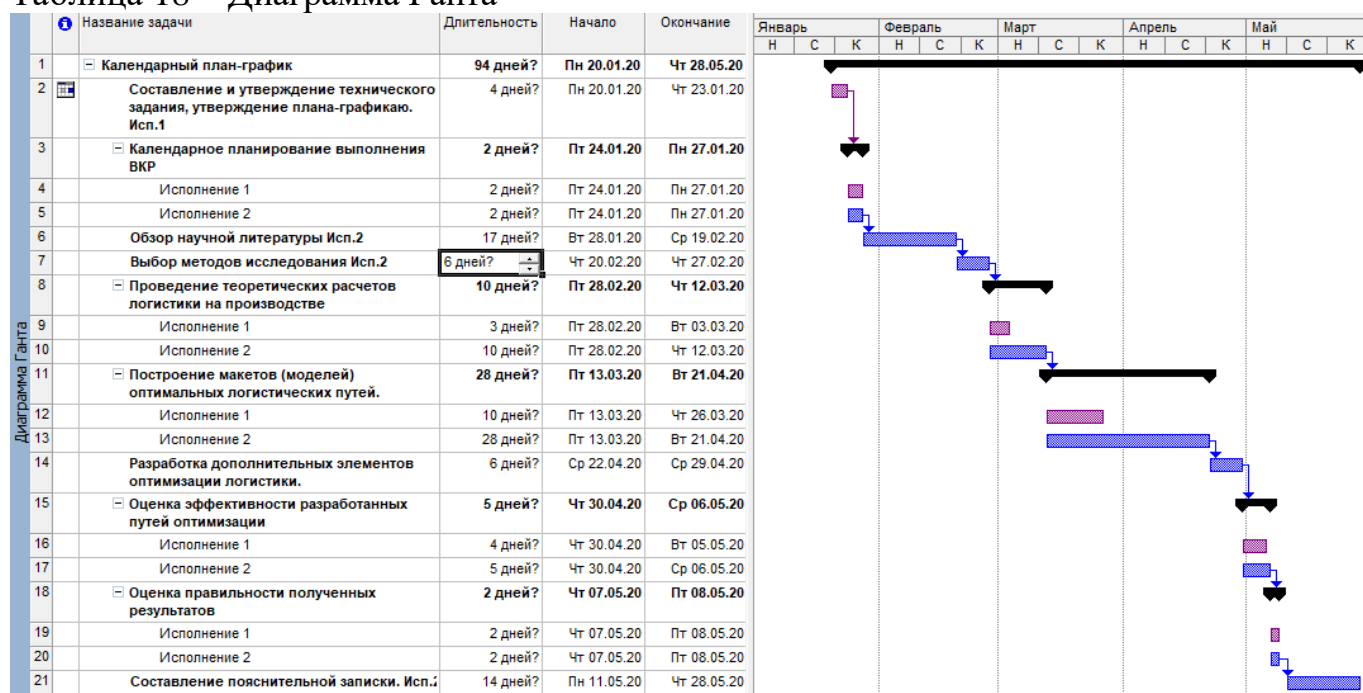 Таблица 18 – Диаграмма Ганта
Название задачи Длительность Начало Окончание
Январь Февраль Март Апрель Май
Н С К Н С К Н С К Н С К Н С К
1 Календарный план-график 94 дней? Пн 20.01.20 Чт 28.05.20
2 Составление и утверждение технического 4 дней? Пн 20.01.20 Чт 23.01.20
задания, утверждение плана-графикаю.
Исп.1
3 Календарное планирование выполнения 2 дней? Пт 24.01.20 Пн 27.01.20
ВКР
4 Исполнение 1 2 дней? Пт 24.01.20 Пн 27.01.20
5 Исполнение 2 2 дней? Пт 24.01.20 Пн 27.01.20
6 Обзор научной литературы Исп.2 17 дней? Вт 28.01.20 Ср 19.02.20
7 Выбор методов исследования Исп.2 6 дней? Чт 20.02.20 Чт 27.02.20
8 Проведение теоретических расчетов 10 дней? Пт 28.02.20 Чт 12.03.20
логистики на производстве
9 Исполнение 1 3 дней? Пт 28.02.20 Вт 03.03.20
10 Исполнение 2 10 дней? Пт 28.02.20 Чт 12.03.20
11 Построение макетов (моделей) 28 дней? Пт 13.03.20 Вт 21.04.20
оптимальных логистических путей.
12 Исполнение 1 10 дней? Пт 13.03.20 Чт 26.03.20
13 Исполнение 2 28 дней? Пт 13.03.20 Вт 21.04.20
14 Разработка дополнительных элементов 6 дней? Ср 22.04.20 Ср 29.04.20
оптимизации логистики.
15 Оценка эффективности разработанных 5 дней? Чт 30.04.20 Ср 06.05.20
путей оптимизации
16 Исполнение 1 4 дней? Чт 30.04.20 Вт 05.05.20
17 Исполнение 2 5 дней? Чт 30.04.20 Ср 06.05.20
18 Оценка правильности полученных 2 дней? Чт 07.05.20 Пт 08.05.20
результатов
19 Исполнение 1 2 дней? Чт 07.05.20 Пт 08.05.20
20 Исполнение 2 2 дней? Чт 07.05.20 Пт 08.05.20
21 Составление пояснительной записки. Исп.2 14 дней? Пн 11.05.20 Чт 28.05.20
Диаграмма Ганта